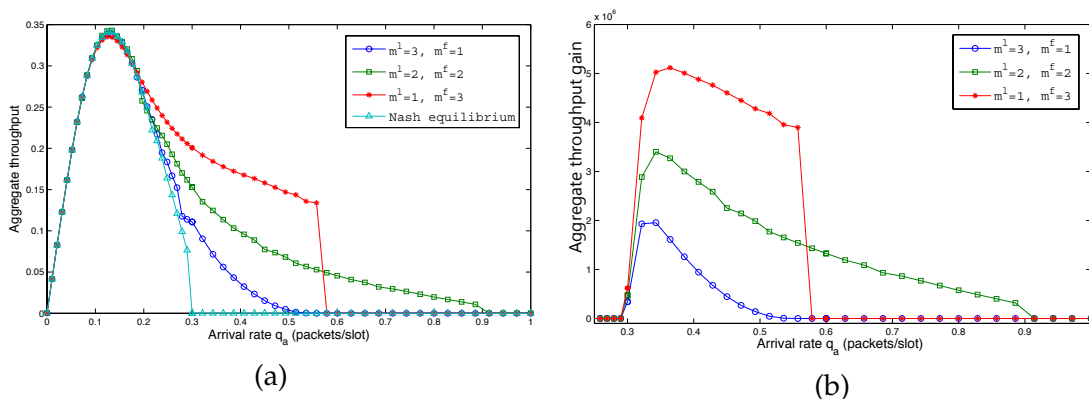 0.35
0.3
0.25
0.2
0.15
0.1
0.05
0
0 0.1 0.2 0.3 0.4 0.5 0.6 0.7 0.8 0.9 1
Aggregate throughput
Arrival rate qa (packets/slot)
m^l=3, m^f=1
m^l=2, m^f=2
m^l=1, m^f=3
Nash equilibrium
(a)
x 10^6
6
5
4
3
2
1
0
0.3 0.4 0.5 0.6 0.7 0.8 0.9
Aggregate throughput gain
Arrival rate qa (packets/slot)
m^l=3, m^f=1
m^l=2, m^f=2
m^l=1, m^f=3
(b)